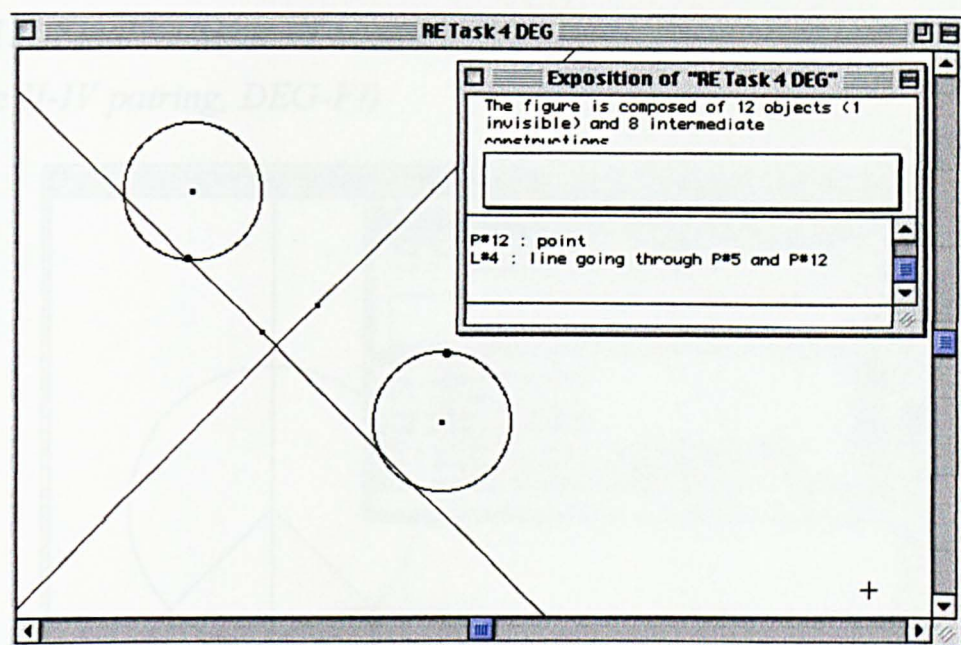 RE Task 4 DEG
Exposition of "RE Task 4 DEG"
The figure is composed of 12 objects (1
invisible) and 8 intermediate
constructions
P#12 : point
L#4 : line going through P#5 and P#12